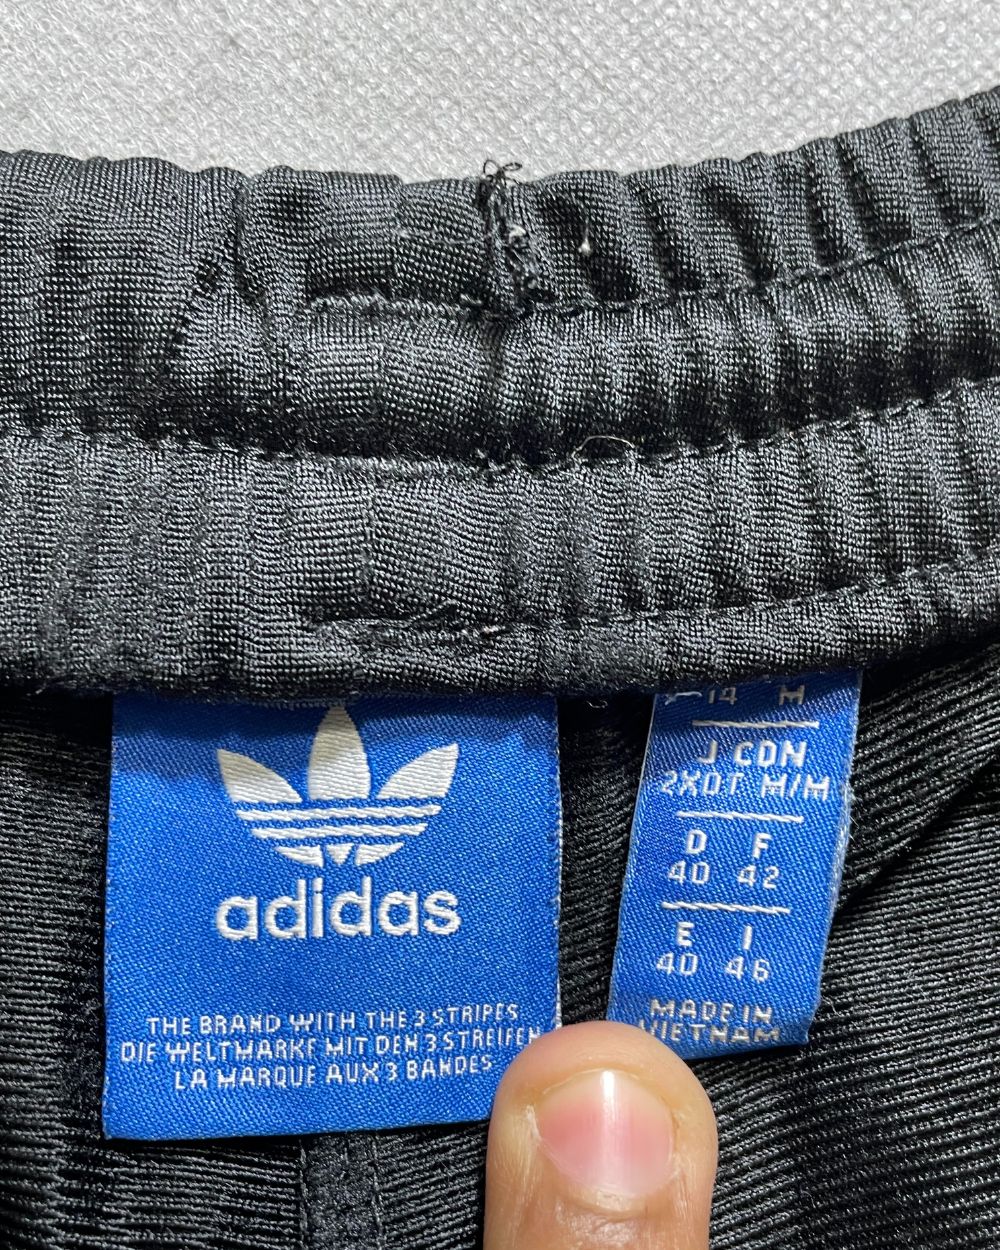 adidas
THE BRAND WITH THE 3 STRIPES
DIE WELTMARKE MIT DEN 3 STREIFEN
LA MARQUE AUX 3 BANDES
14 M
J CDN
2XOT M/M
D F
40 42
E I
40 46
MADE IN
VIETNAM